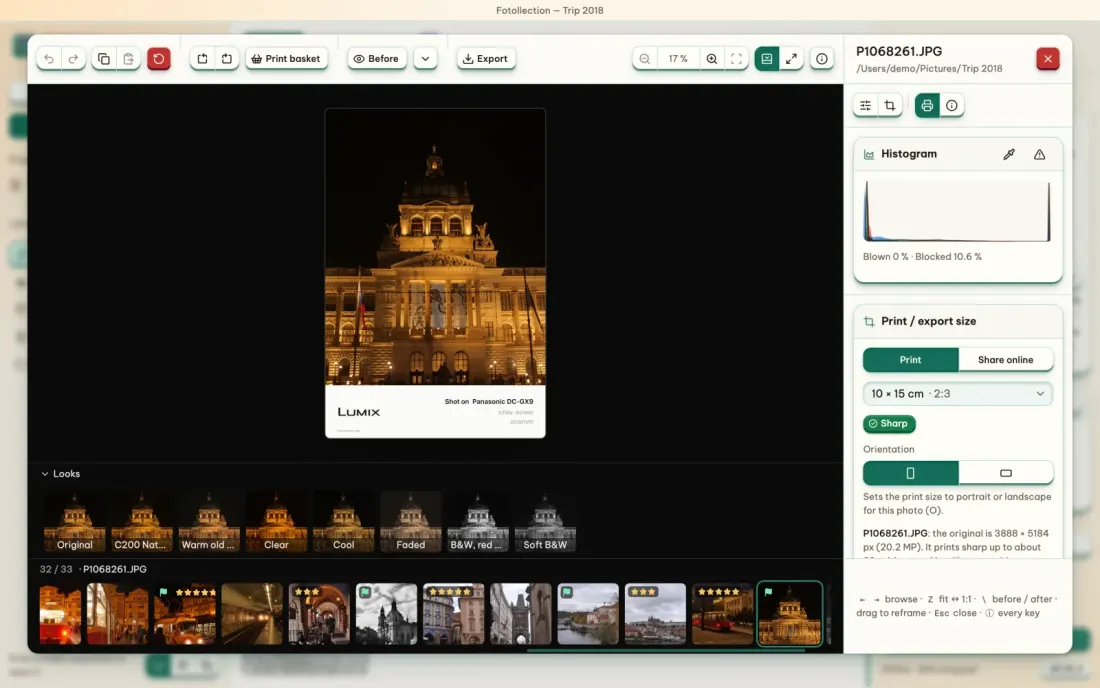 Fotollection — Trip 2018
Print basket
Before
Export
17 %
P1068261.JPG
/Users/demo/Pictures/Trip 2018
Histogram
Blown 0 % · Blocked 10.6 %
Print / export size
Print
Share online
10 × 15 cm · 2:3
Sharp
Orientation
Sets the print size to portrait or landscape
for this photo (O).
P1068261.JPG: the original is 3888 × 5184
px (20.2 MP). It prints sharp up to about
LUMIX
Shot on Panasonic DC-GX9
Looks
Original
C200 Nat...
Warm old ...
Clear
Cool
Faded
B&W, red ...
Soft B&W
32 / 33 · P1068261.JPG
← → browse · Z fit ↔ 1:1 · \ before / after ·
drag to reframe · Esc close · ⓘ every key